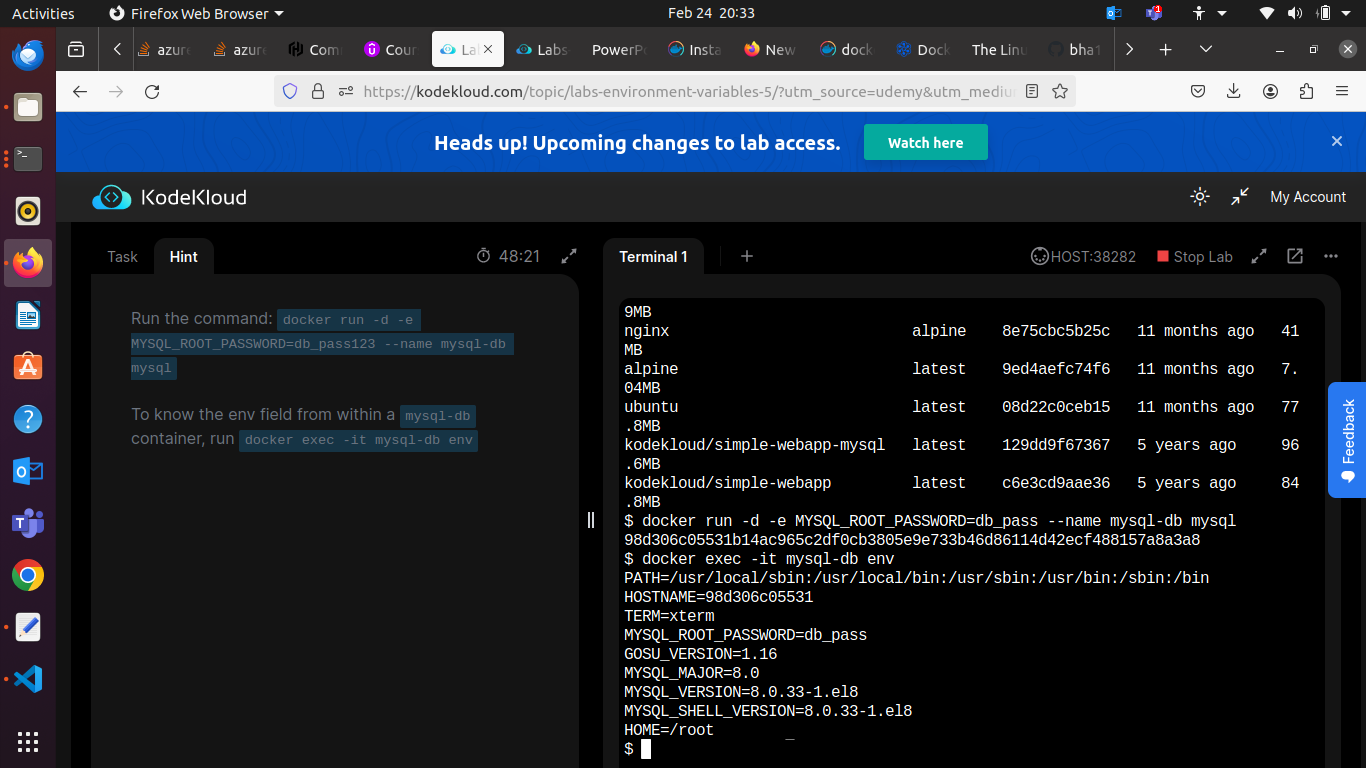 Activities
Firefox Web Browser
Feb 24 20:33
azure
azure
Com
Cour
La
Labs
PowerPo
Insta
New
dock
Dock
The Linu
bha1
https://kodekloud.com/topic/labs-environment-variables-5/?utm_source=udemy&utm_mediu
Heads up! Upcoming changes to lab access.
Watch here
KodeKloud
My Account
Task
Hint
48:21
Terminal 1
HOST:38282
Stop Lab
Run the command: docker run -d -e
MYSQL_ROOT_PASSWORD=db_pass123 --name mysql-db
mysql
To know the env field from within a mysql-db
container, run docker exec -it mysql-db env
9MB
nginx alpine 8e75cbc5b25c 11 months ago 41
MB
alpine latest 9ed4aefc74f6 11 months ago 7.
04MB
ubuntu latest 08d22c0ceb15 11 months ago 77
.8MB
kodekloud/simple-webapp-mysql latest 129dd9f67367 5 years ago 96
.6MB
kodekloud/simple-webapp latest c6e3cd9aae36 5 years ago 84
.8MB
$ docker run -d -e MYSQL_ROOT_PASSWORD=db_pass --name mysql-db mysql
98d306c05531b14ac965c2df0cb3805e9e733b46d86114d42ecf488157a8a3a8
$ docker exec -it mysql-db env
PATH=/usr/local/sbin:/usr/local/bin:/usr/sbin:/usr/bin:/sbin:/bin
HOSTNAME=98d306c05531
TERM=xterm
MYSQL_ROOT_PASSWORD=db_pass
GOSU_VERSION=1.16
MYSQL_MAJOR=8.0
MYSQL_VERSION=8.0.33-1.el8
MYSQL_SHELL_VERSION=8.0.33-1.el8
HOME=/root
$
Feedback